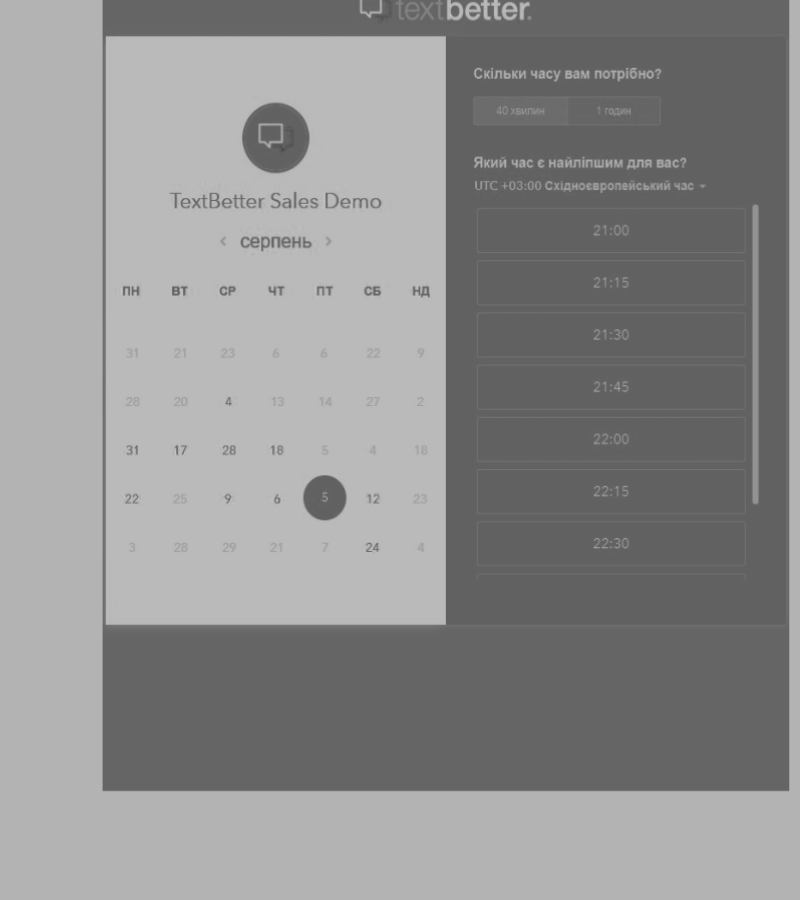 textbetter.
TextBetter Sales Demo
< серпень >
ПН ВТ СР ЧТ ПТ СБ НД
31 21 23 6 6 22 9
28 20 4 13 14 27 2
31 17 28 18 5 4 18
22 25 9 6 5 12 23
3 28 29 21 7 24 4
Скільки часу вам потрібно?
40 хвилин 1 годин
Який час є найліпшим для вас?
UTC +03:00 Східноєвропейський час
21:00
21:15
21:30
21:45
22:00
22:15
22:30